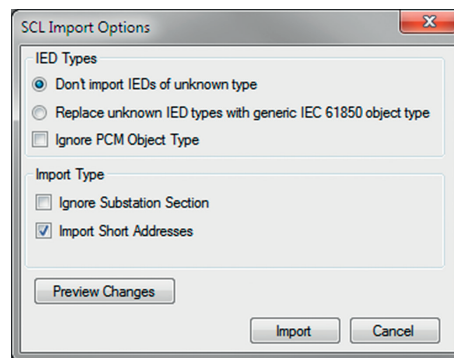 SCL Import Options
IED Types
Don't import IEDs of unknown type
Replace unknown IED types with generic IEC 61850 object type
Ignore PCM Object Type
Import Type
Ignore Substation Section
Import Short Addresses
Preview Changes
Import Cancel